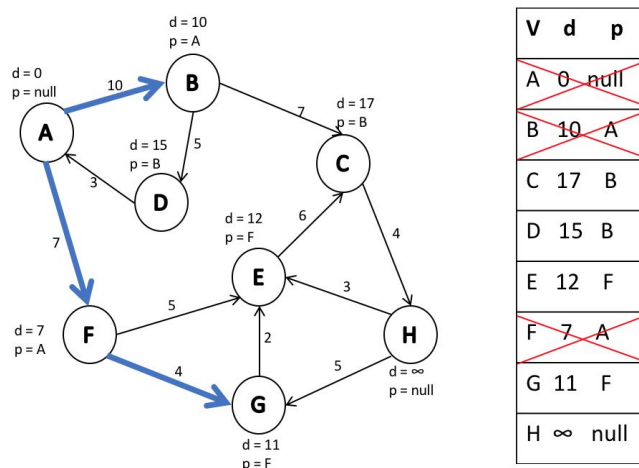 d = 10
p = A
B
d = 0
p = null
10
A
7
d = 17
p = B
C
d = 15
p = B
5
3
D
d = 12
p = F
6
4
E
7
5
3
d = 7
p = A
F
2
H
4
5
d = ∞
p = null
G
d = 11
p = F
V d p
A 0 null
B 10 A
C 17 B
D 15 B
E 12 F
F 7 A
G 11 F
H ∞ null